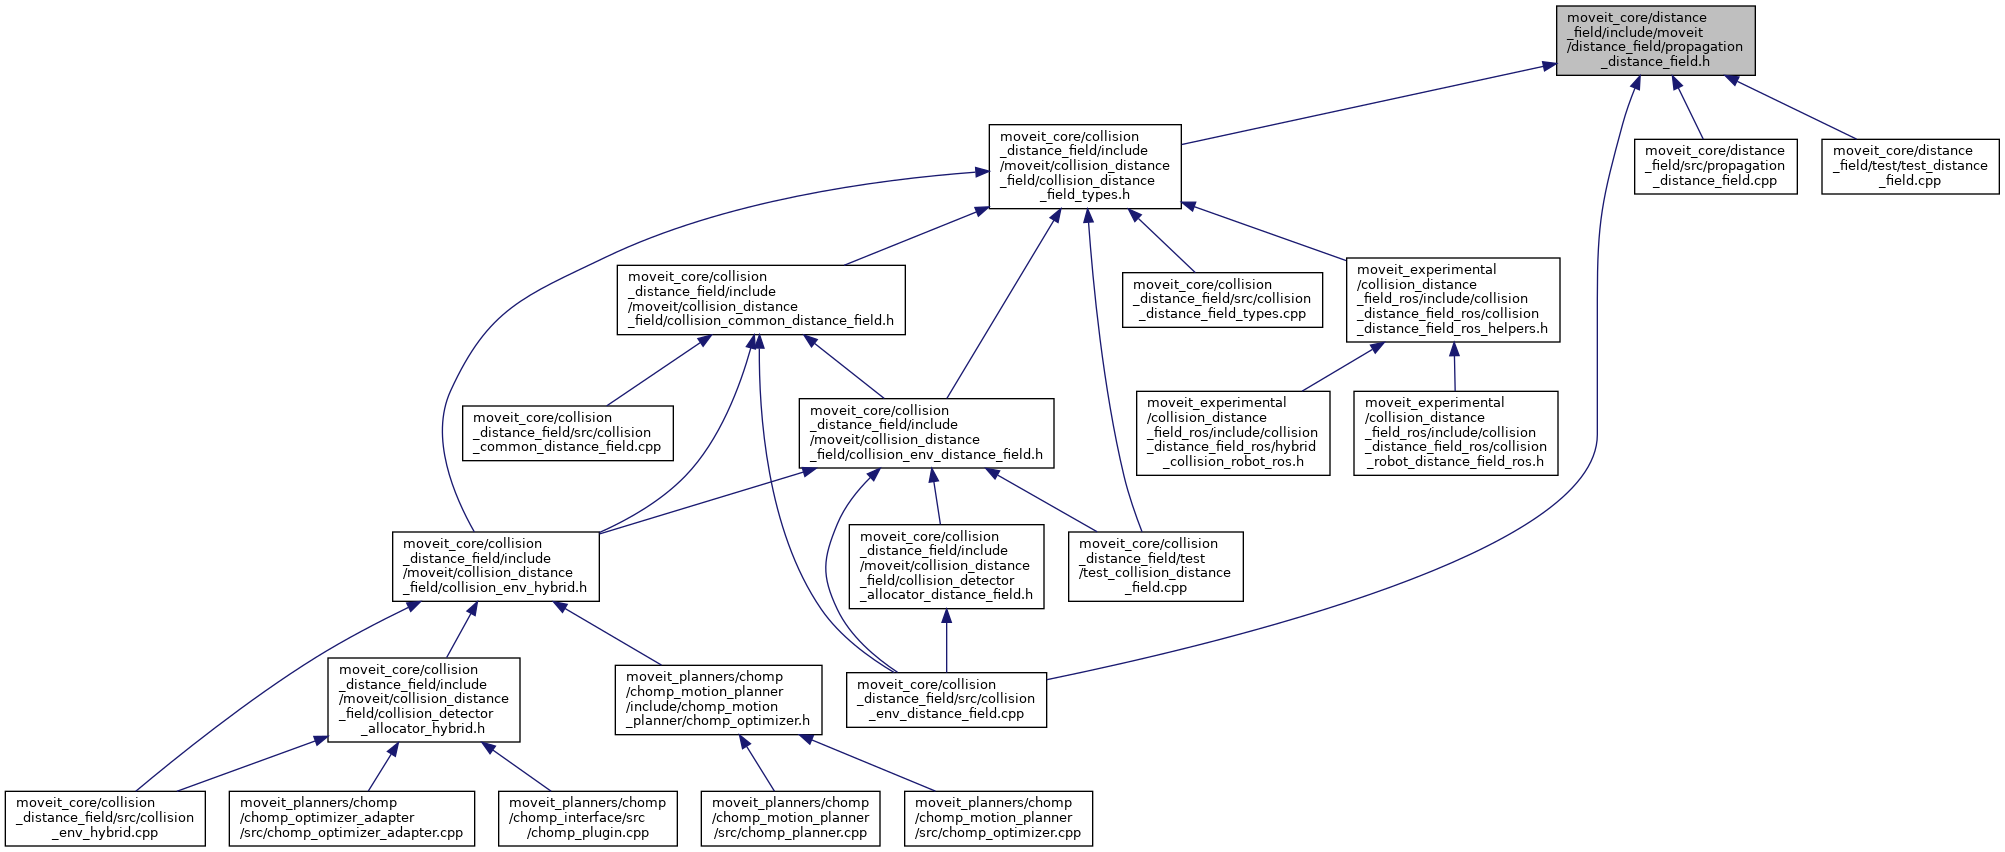 moveit_core/distance
_field/include/moveit
/distance_field/propagation
_distance_field.h
moveit_core/collision
_distance_field/include
/moveit/collision_distance
_field/collision_distance
_field_types.h
moveit_core/distance
_field/src/propagation
_distance_field.cpp
moveit_core/distance
_field/test/test_distance
_field.cpp
moveit_core/collision
_distance_field/include
/moveit/collision_distance
_field/collision_common_distance_field.h
moveit_core/collision
_distance_field/src/collision
_distance_field_types.cpp
moveit_experimental
/collision_distance
_field_ros/include/collision
_distance_field_ros/collision
_distance_field_ros_helpers.h
moveit_core/collision
_distance_field/src/collision
_common_distance_field.cpp
moveit_core/collision
_distance_field/include
/moveit/collision_distance
_field/collision_env_distance_field.h
moveit_experimental
/collision_distance
_field_ros/include/collision
_distance_field_ros/hybrid
_collision_robot_ros.h
moveit_experimental
/collision_distance
_field_ros/include/collision
_distance_field_ros/collision
_robot_distance_field_ros.h
moveit_core/collision
_distance_field/include
/moveit/collision_distance
_field/collision_env_hybrid.h
moveit_core/collision
_distance_field/include
/moveit/collision_distance
_field/collision_detector
_allocator_distance_field.h
moveit_core/collision
_distance_field/test
/test_collision_distance
_field.cpp
moveit_core/collision
_distance_field/include
/moveit/collision_distance
_field/collision_detector
_allocator_hybrid.h
moveit_planners/chomp
/chomp_motion_planner
/include/chomp_motion
_planner/chomp_optimizer.h
moveit_core/collision
_distance_field/src/collision
_env_distance_field.cpp
moveit_core/collision
_distance_field/src/collision
_env_hybrid.cpp
moveit_planners/chomp
/chomp_optimizer_adapter
/src/chomp_optimizer_adapter.cpp
moveit_planners/chomp
/chomp_interface/src
/chomp_plugin.cpp
moveit_planners/chomp
/chomp_motion_planner
/src/chomp_planner.cpp
moveit_planners/chomp
/chomp_motion_planner
/src/chomp_optimizer.cpp